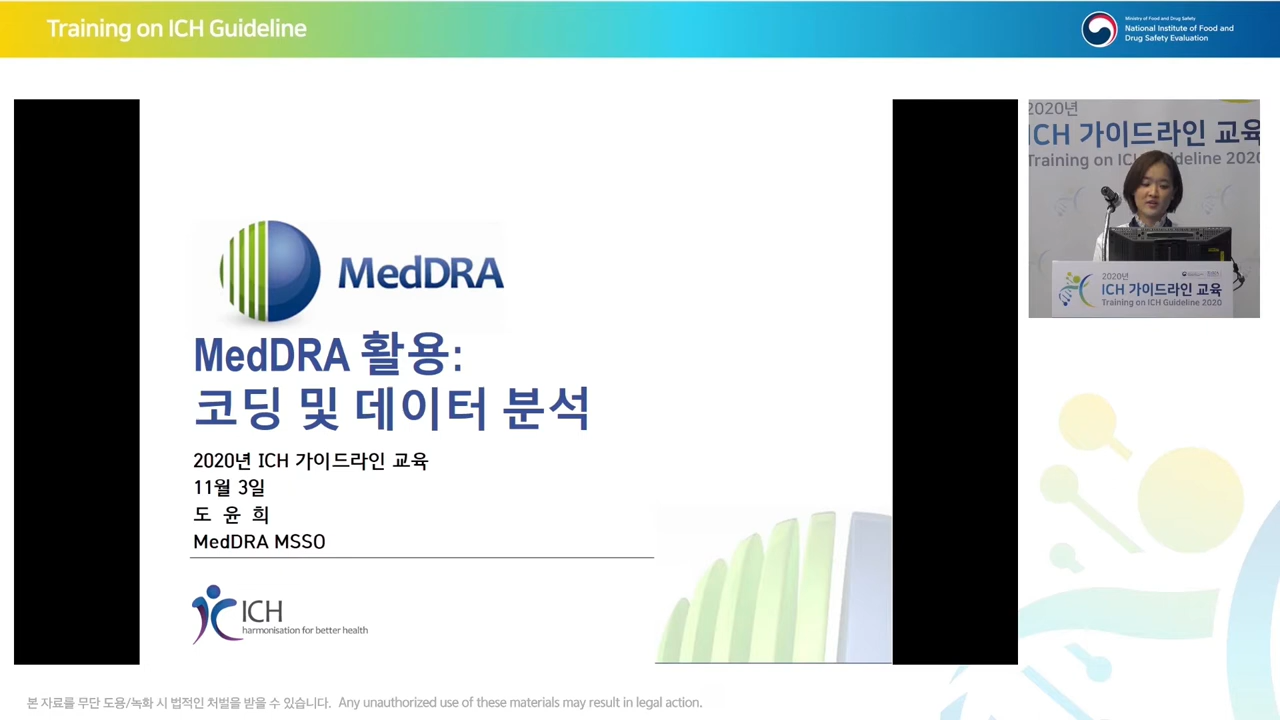 Training on ICH Guideline
Ministry of Food and Drug Safety
National Institute of Food and
Drug Safety Evaluation
MedDRA
MedDRA 활용:
코딩 및 데이터 분석
2020년 ICH 가이드라인 교육
11월 3일
도 윤 희
MedDRA MSSO
ICH
harmonisation for better health
2020년
ICH 가이드라인 교육
Training on ICH Guideline 2020
2020년
ICH 가이드라인 교육
Training on ICH Guideline 2020
본 자료를 무단 도용/녹화 시 법적인 처벌을 받을 수 있습니다. Any unauthorized use of these materials may result in legal action.